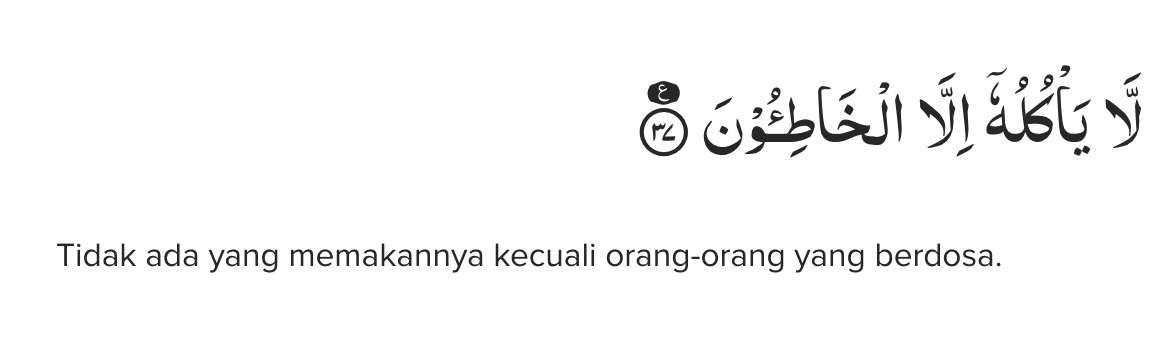 لَّا يَأْكُلُهٗٓ اِلَّا الْخَاطِـُٔوْنَ ࣖ ٣٧
Tidak ada yang memakannya kecuali orang-orang yang berdosa.